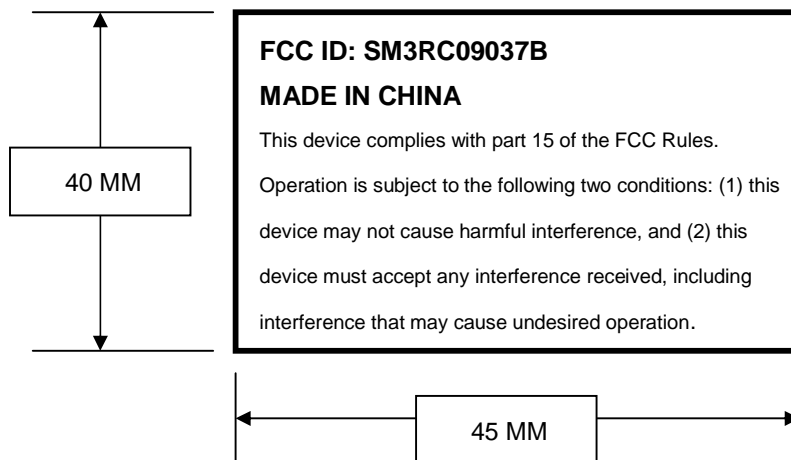 FCC ID: SM3RC09037B
MADE IN CHINA
This device complies with part 15 of the FCC Rules.
Operation is subject to the following two conditions: (1) this
device may not cause harmful interference, and (2) this
device must accept any interference received, including
interference that may cause undesired operation.
40 MM
45 MM